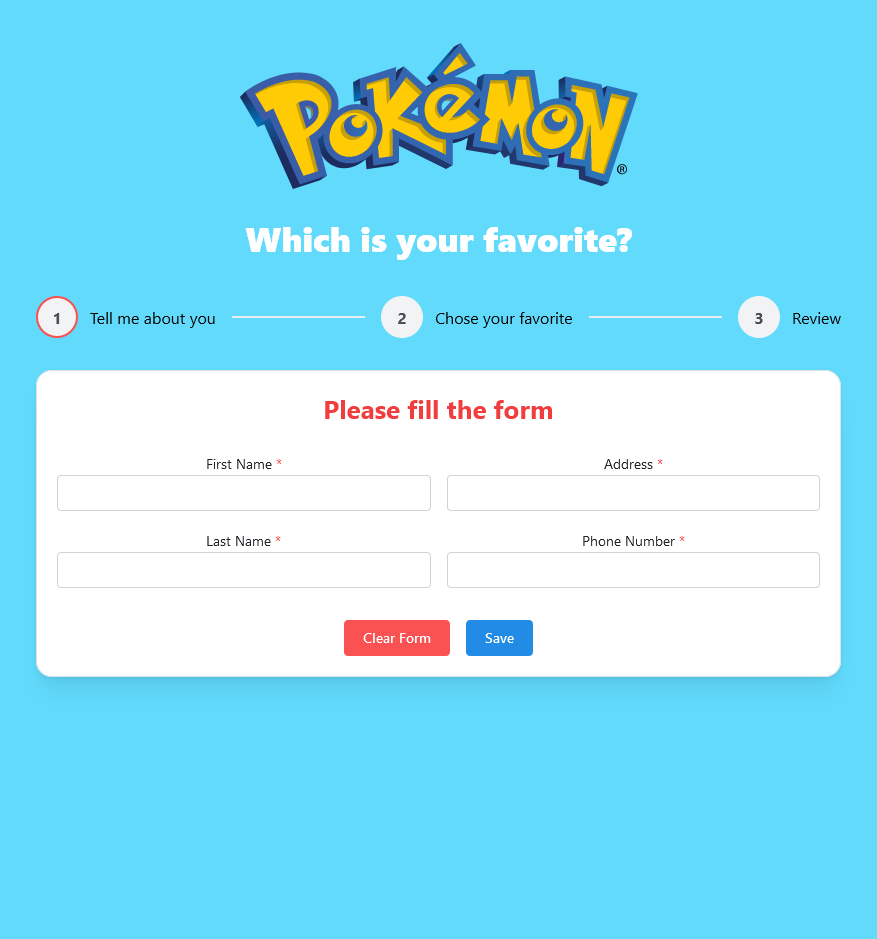 Pokémon®
Which is your favorite?
1 Tell me about you 2 Chose your favorite 3 Review
Please fill the form
First Name * Address *
Last Name * Phone Number *
Clear Form Save